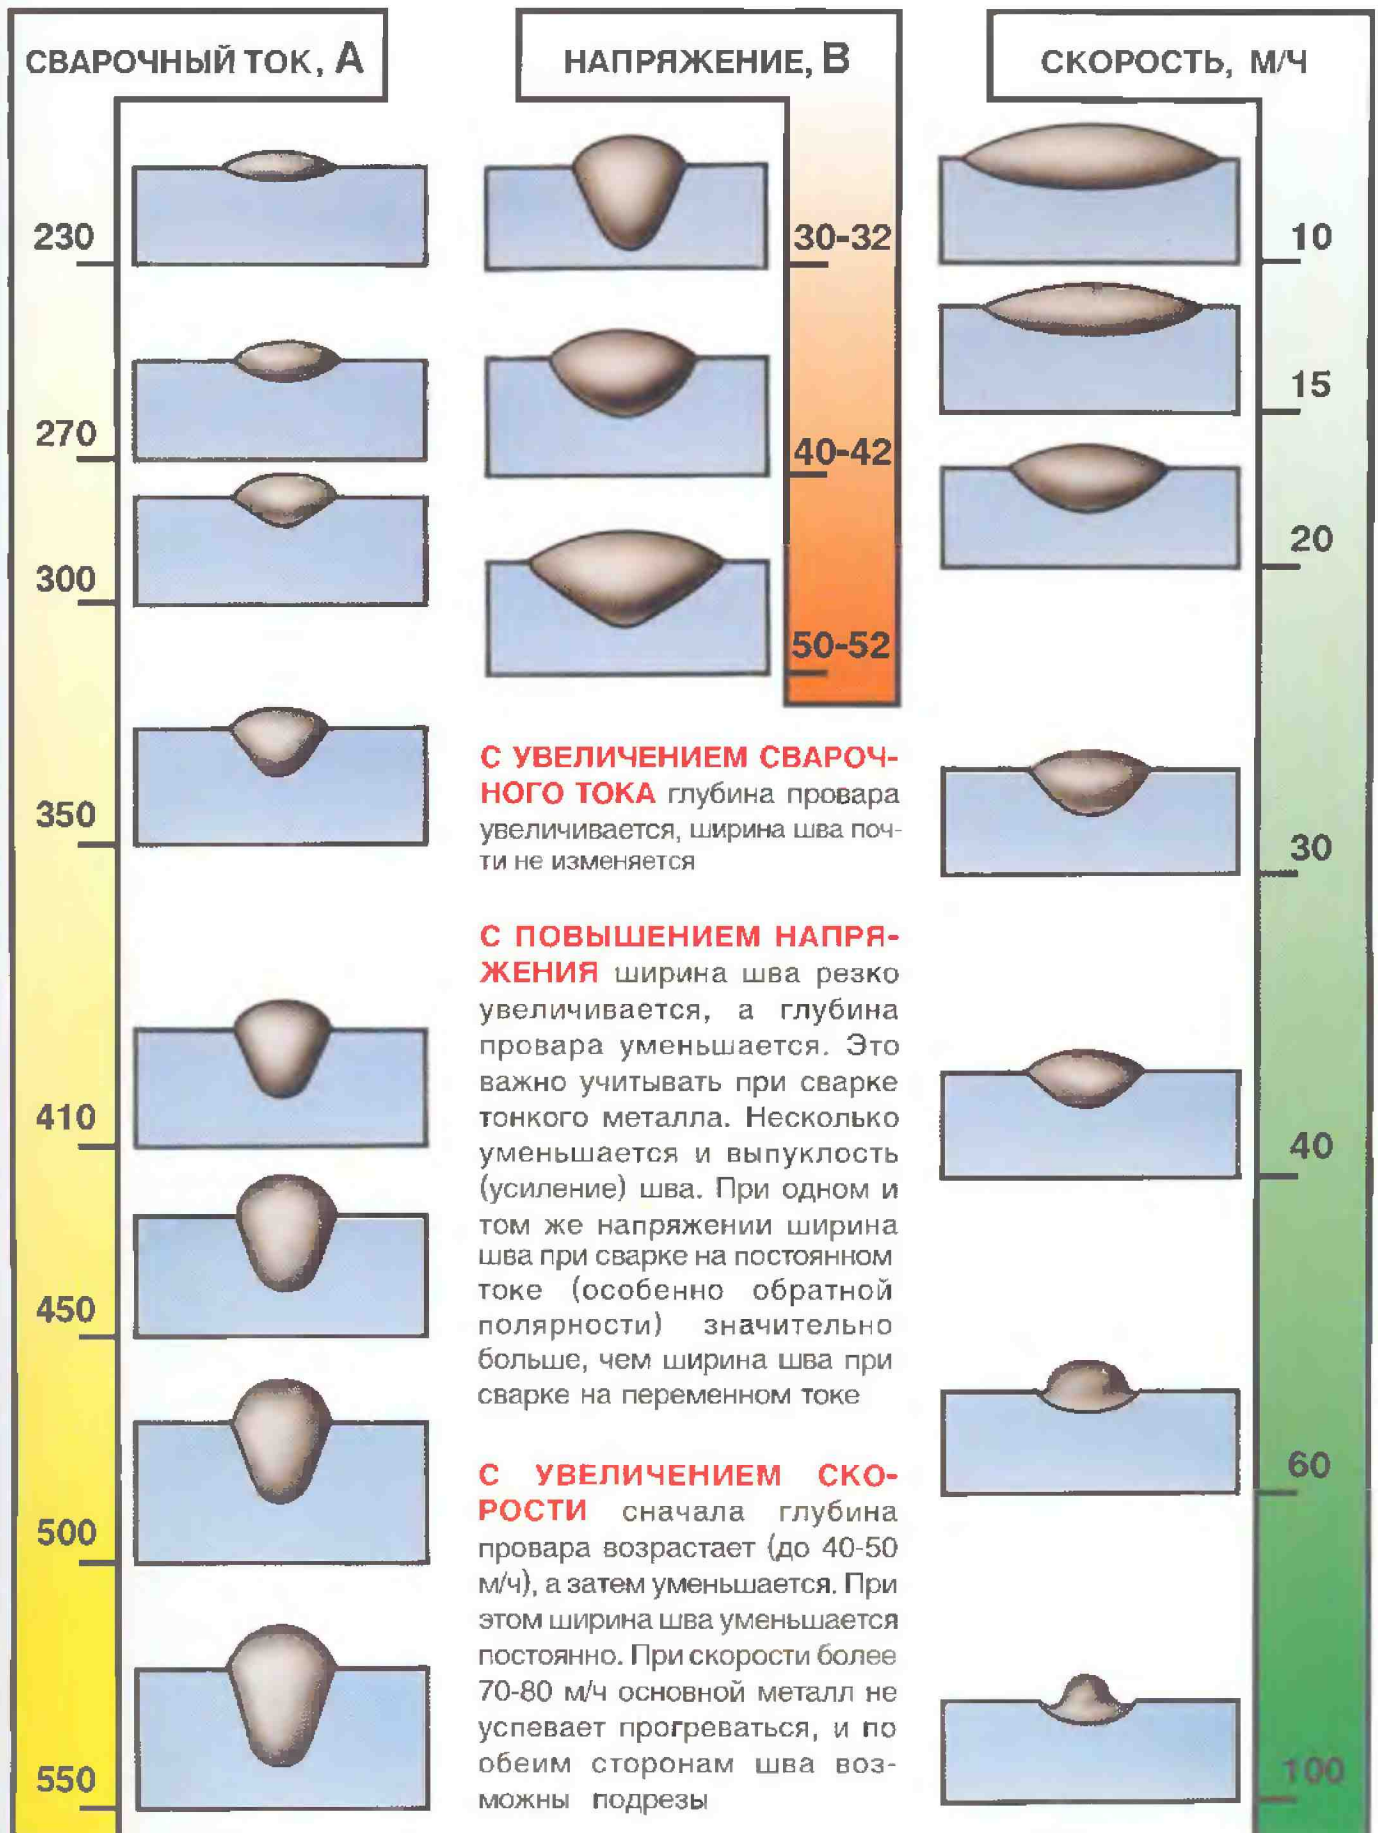 СВАРОЧНЫЙ ТОК, А
230
270
300
350
410
450
500
550
НАПРЯЖЕНИЕ, В
30-32
40-42
50-52
С УВЕЛИЧЕНИЕМ СВАРОЧ-
НОГО ТОКА глубина провара
увеличивается, ширина шва поч-
ти не изменяется
С ПОВЫШЕНИЕМ НАПРЯ-
ЖЕНИЯ ширина шва резко
увеличивается, а глубина
провара уменьшается. Это
важно учитывать при сварке
тонкого металла. Несколько
уменьшается и выпуклость
(усиление) шва. При одном и
том же напряжении ширина
шва при сварке на постоянном
токе (особенно обратной
полярности) значительно
больше, чем ширина шва при
сварке на переменном токе
С УВЕЛИЧЕНИЕМ СКО-
РОСТИ сначала глубина
провара возрастает (до 40-50
м/ч), а затем уменьшается. При
этом ширина шва уменьшается
постоянно. При скорости более
70-80 м/ч основной металл не
успевает прогреваться, и по
обеим сторонам шва воз-
можны подрезы
СКОРОСТЬ, М/Ч
10
15
20
30
40
60
100